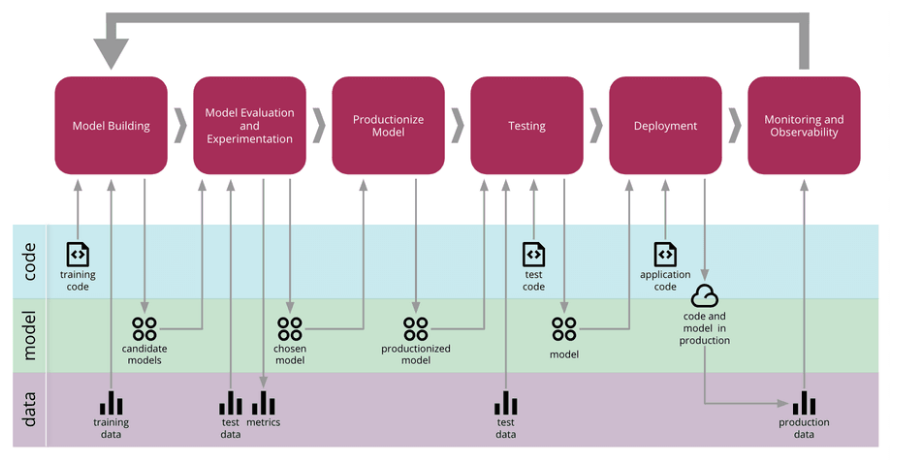 Model Building
Model Evaluation
and
Experimentation
Productionize
Model
Testing
Deployment
Monitoring and
Observability
code
training
code
test
code
application
code
model
candidate
models
chosen
model
productionized
model
model
code and
model in
production
data
training
data
test
data
metrics
test
data
production
data